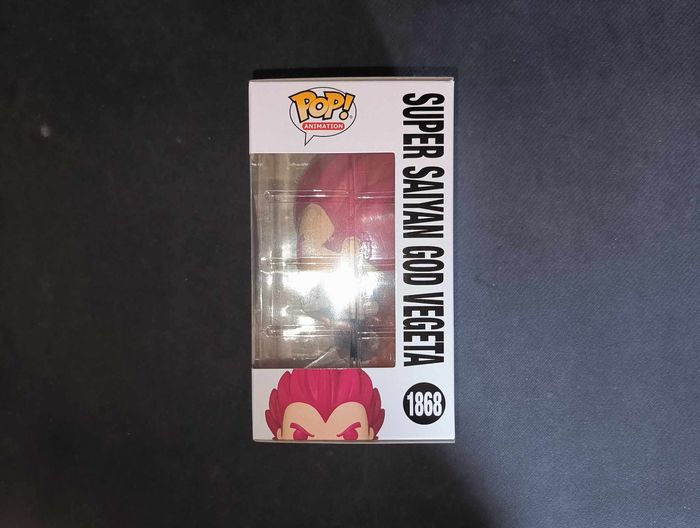 POP!
ANIMATION
SUPER SAIYAN GOD VEGETA
1868